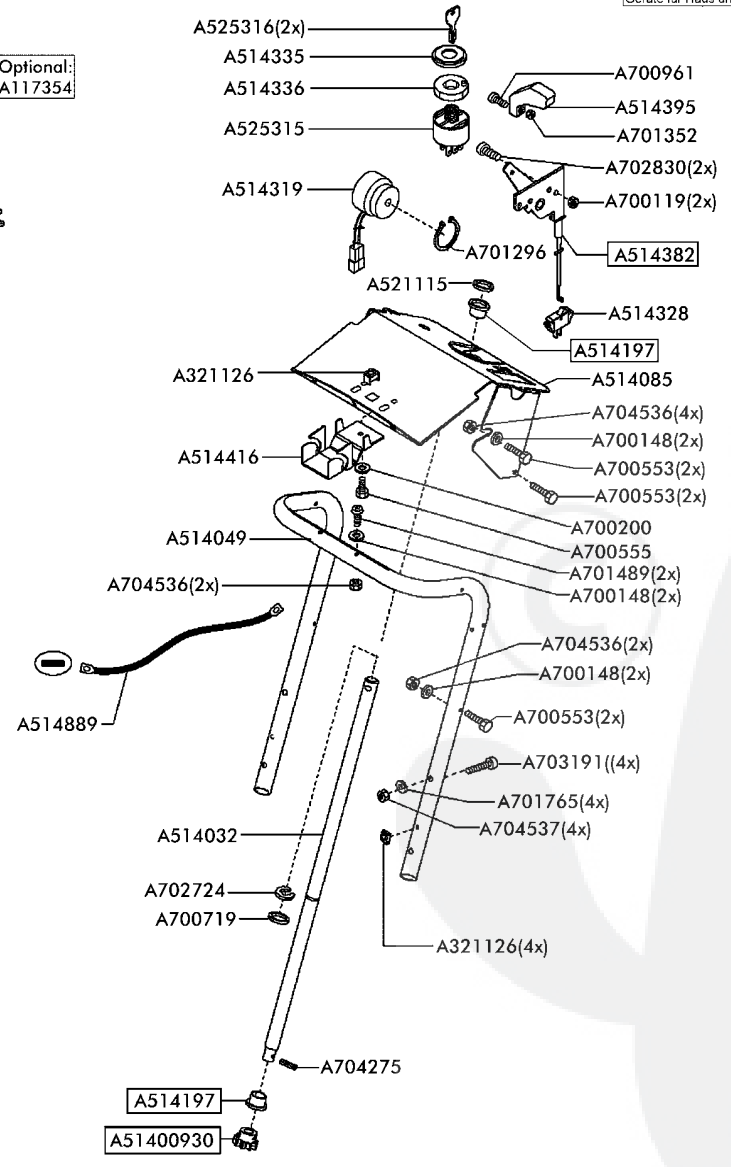 A525316(2x)
A514335
Optional:
A117354
A514336
A525315
A700961
A514395
A701352
A702830(2x)
A514319
A700119(2x)
A701296
A514382
A521115
A514328
A514197
A321126
A514085
A704536(4x)
A700148(2x)
A514416
A700553(2x)
A700553(2x)
A700200
A514049
A700555
A701489(2x)
A704536(2x)
A700148(2x)
A704536(2x)
A700148(2x)
A514889
A700553(2x)
A703191((4x)
A701765(4x)
A514032
A704537(4x)
A702724
A700719
A321126(4x)
A704275
A514197
A51400930